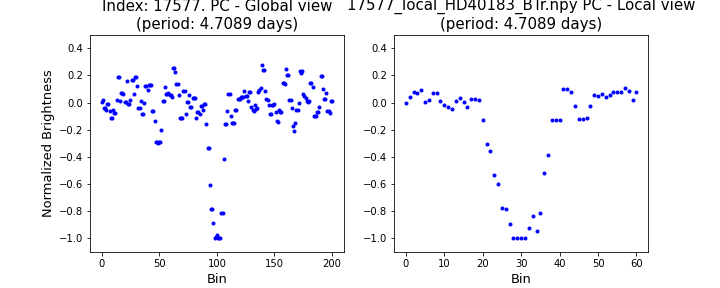 Index: 17577. PC - Global view
(period: 4.7089 days)
17577_local_HD40183_BTr.npy PC - Local view
(period: 4.7089 days)
Normalized Brightness
0.4
0.2
0.0
−0.2
−0.4
−0.6
−0.8
−1.0
0 50 100 150 200
Bin
0.4
0.2
0.0
−0.2
−0.4
−0.6
−0.8
−1.0
0 10 20 30 40 50 60
Bin